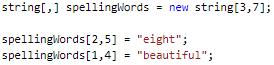 string[,] spellingWords = new string[3,7];
spellingWords[2,5] = "eight";
spellingWords[1,4] = "beautiful";